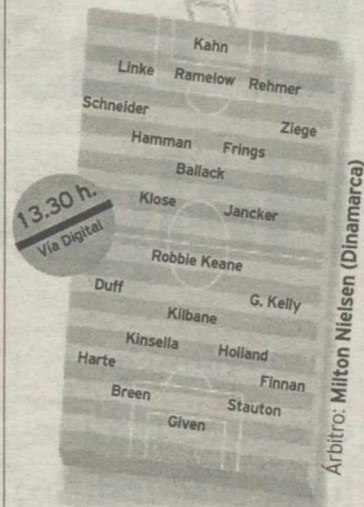 Kahn
Linke Ramelow Rehmer
Schneider Ziege
Hamman Frings
Ballack
Klose Jancker
13.30 h.
Vía Digital
Robbie Keane
Duff G. Kelly
Kilbane
Kinsella Holland
Harte Finnan
Breen Stauton
Given
Árbitro: Milton Nielsen (Dinamarca)